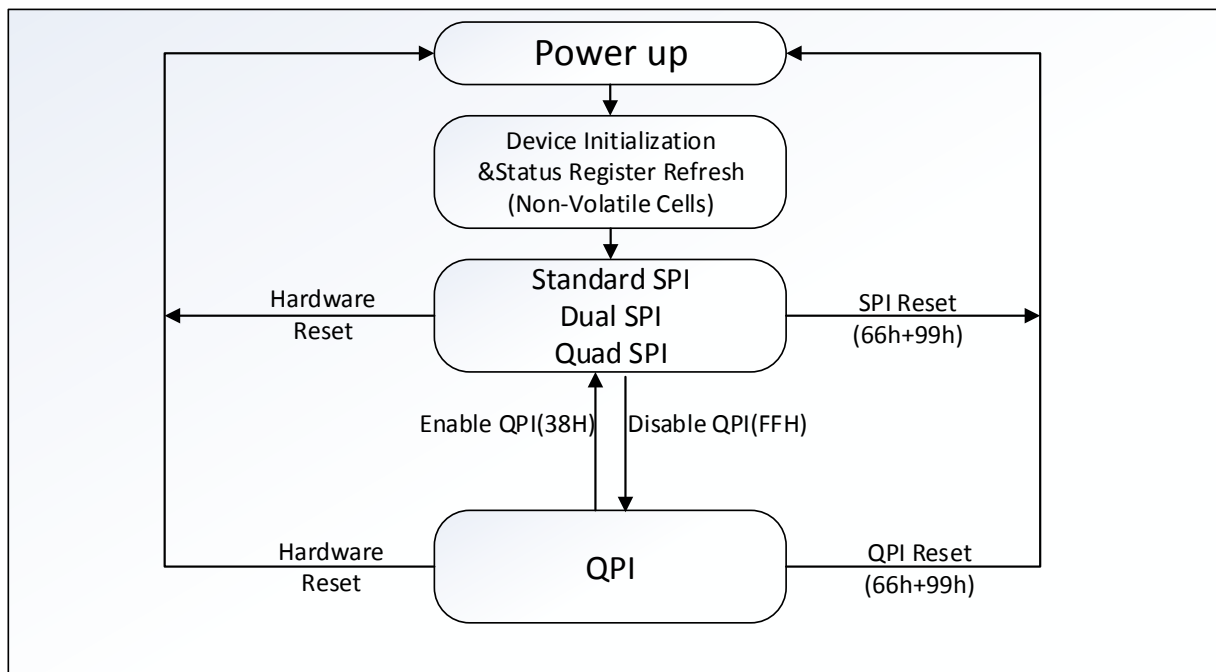 Power up
Device Initialization
&Status Register Refresh
(Non-Volatile Cells)
Standard SPI
Dual SPI
Quad SPI
Hardware
Reset
SPI Reset
(66h+99h)
Enable QPI(38H)
Disable QPI(FFH)
Hardware
Reset
QPI
QPI Reset
(66h+99h)